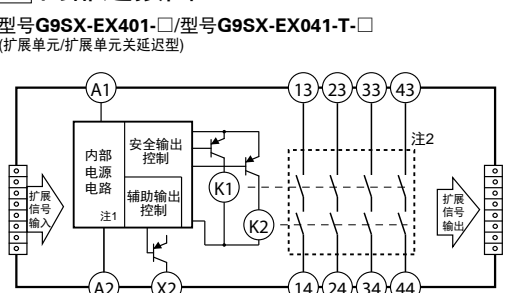 型号G9SX-EX401-□/型号G9SX-EX041-T-□
(扩展单元/扩展单元关延迟型)
A1
13
23
33
43
注2
内部
电源
电路
注1
安全输出
控制
辅助输出
控制
K1
K2
扩展
信号
输入
扩展
信号
输出
A2
X2
14
24
34
44